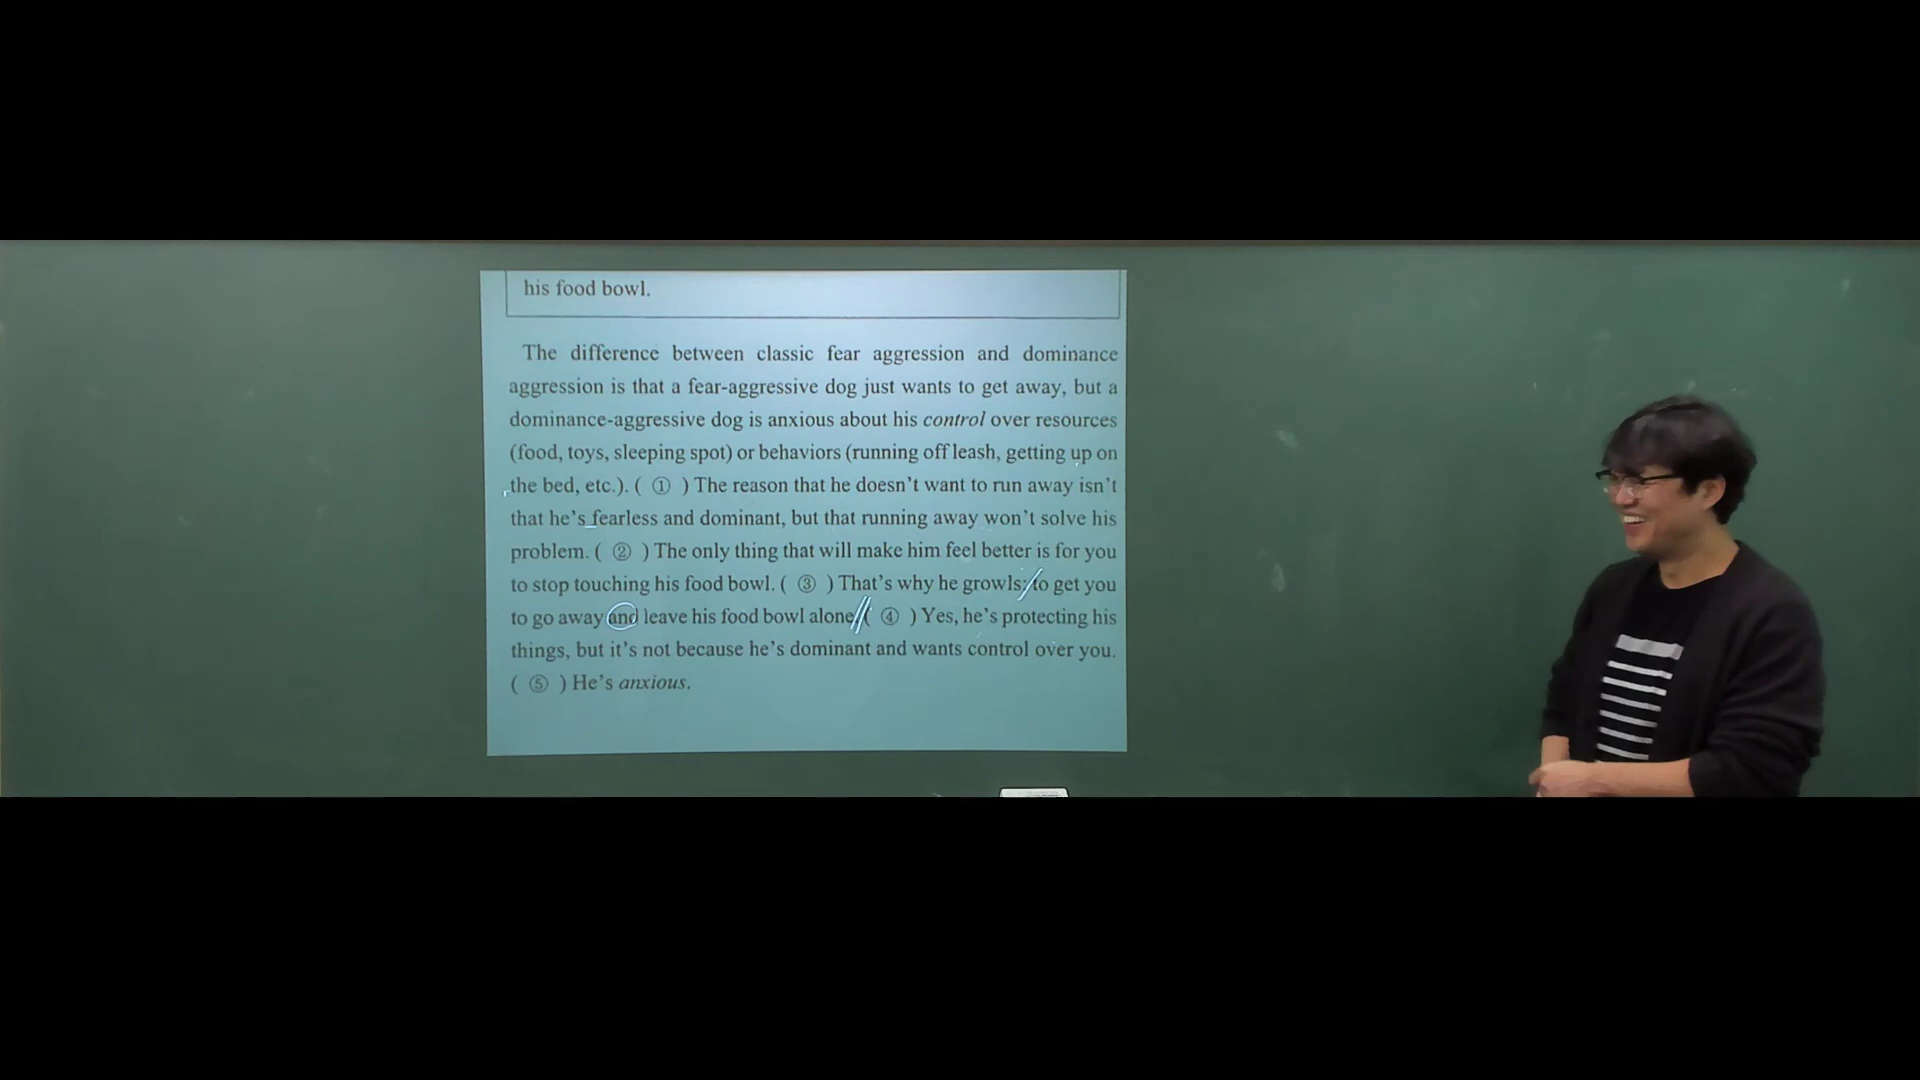 his food bowl.
The difference between classic fear aggression and dominance
aggression is that a fear-aggressive dog just wants to get away, but a
dominance-aggressive dog is anxious about his control over resources
(food, toys, sleeping spot) or behaviors (running off leash, getting up on
the bed, etc.). ( ① ) The reason that he doesn't want to run away isn't
that he's fearless and dominant, but that running away won't solve his
problem. ( ② ) The only thing that will make him feel better is for you
to stop touching his food bowl. ( ③ ) That's why he growls: to get you
to go away and leave his food bowl alone. ( ④ ) Yes, he's protecting his
things, but it's not because he's dominant and wants control over you.
( ⑤ ) He's anxious.